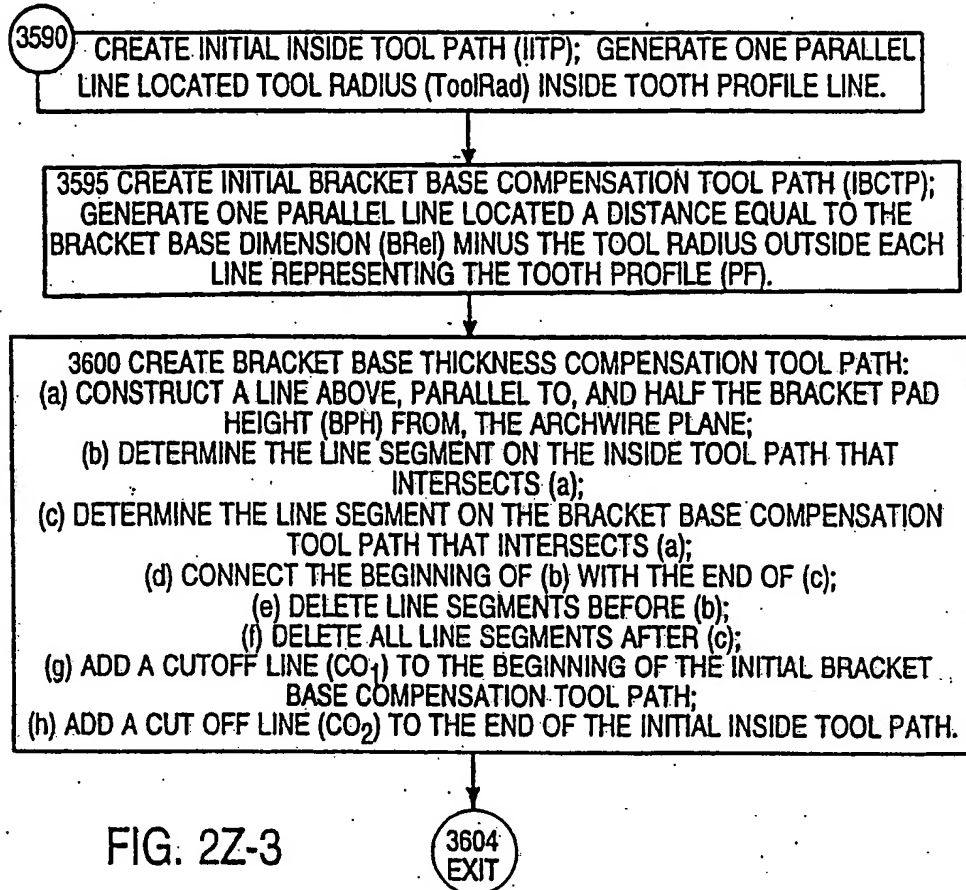 3590 CREATE INITIAL INSIDE TOOL PATH (IITP); GENERATE ONE PARALLEL
LINE LOCATED TOOL RADIUS (ToolRad) INSIDE TOOTH PROFILE LINE.
3595 CREATE INITIAL BRACKET BASE COMPENSATION TOOL PATH (IBCTP);
GENERATE ONE PARALLEL LINE LOCATED A DISTANCE EQUAL TO THE
BRACKET BASE DIMENSION (BRel) MINUS THE TOOL RADIUS OUTSIDE EACH
LINE REPRESENTING THE TOOTH PROFILE (PF).
3600 CREATE BRACKET BASE THICKNESS COMPENSATION TOOL PATH:
(a) CONSTRUCT A LINE ABOVE, PARALLEL TO, AND HALF THE BRACKET PAD
HEIGHT (BPH) FROM, THE ARCHWIRE PLANE;
(b) DETERMINE THE LINE SEGMENT ON THE INSIDE TOOL PATH THAT
INTERSECTS (a);
(c) DETERMINE THE LINE SEGMENT ON THE BRACKET BASE COMPENSATION
TOOL PATH THAT INTERSECTS (a);
(d) CONNECT THE BEGINNING OF (b) WITH THE END OF (c);
(e) DELETE LINE SEGMENTS BEFORE (b);
(f) DELETE ALL LINE SEGMENTS AFTER (c);
(g) ADD A CUTOFF LINE (CO₁) TO THE BEGINNING OF THE INITIAL BRACKET
BASE COMPENSATION TOOL PATH;
(h) ADD A CUT OFF LINE (CO₂) TO THE END OF THE INITIAL INSIDE TOOL PATH.
3604
EXIT
FIG. 2Z-3